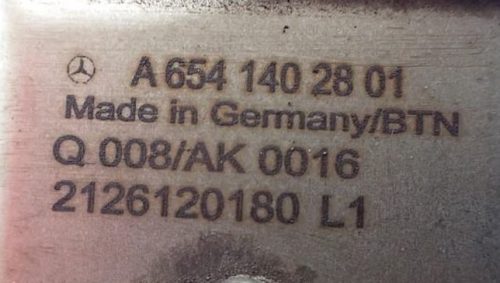 A 654 140 28 01
Made in Germany/BTN
Q 008/AK 0016
2126120180 L1